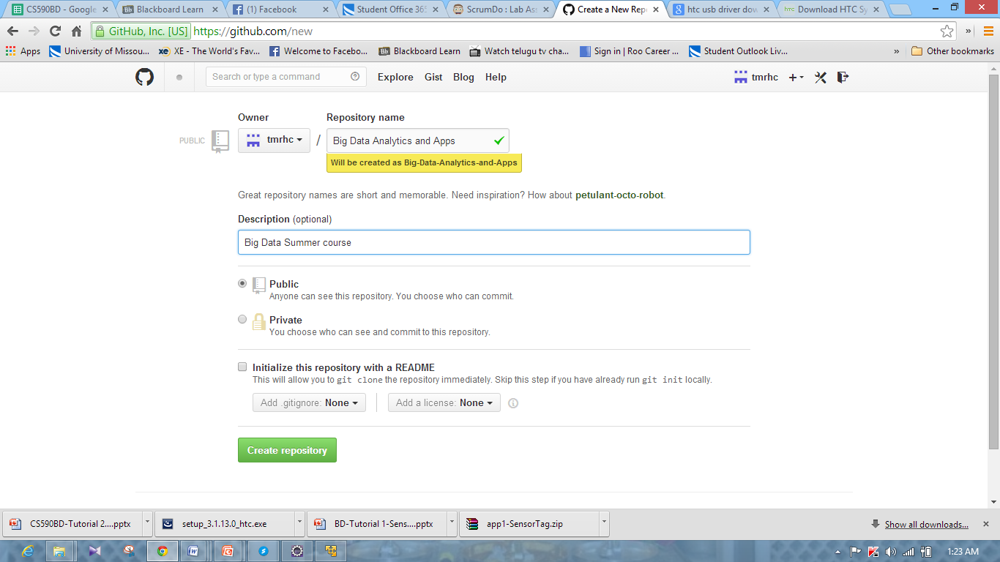 CS590BD - Google
Blackboard Learn
(1) Facebook
Student Office 365
ScrumDo : Lab Ass
Create a New Rep
htc usb driver dow
Download HTC Sy
GitHub, Inc. [US] https://github.com/new
Apps University of Missou... XE - The World's Fav... Welcome to Facebo... Blackboard Learn Watch telugu tv cha... Sign in | Roo Career ... Student Outlook Liv... » Other bookmarks
Search or type a command Explore Gist Blog Help tmrhc
Owner Repository name
PUBLIC tmrhc / Big Data Analytics and Apps
Will be created as Big-Data-Analytics-and-Apps
Great repository names are short and memorable. Need inspiration? How about petulant-octo-robot.
Description (optional)
Big Data Summer course
Public
Anyone can see this repository. You choose who can commit.
Private
You choose who can see and commit to this repository.
Initialize this repository with a README
This will allow you to git clone the repository immediately. Skip this step if you have already run git init locally.
Add .gitignore: None Add a license: None
Create repository
CS590BD-Tutorial 2....pptx setup_3.1.13.0_htc.exe BD-Tutorial 1-Sens....pptx app1-SensorTag.zip Show all downloads...
1:23 AM